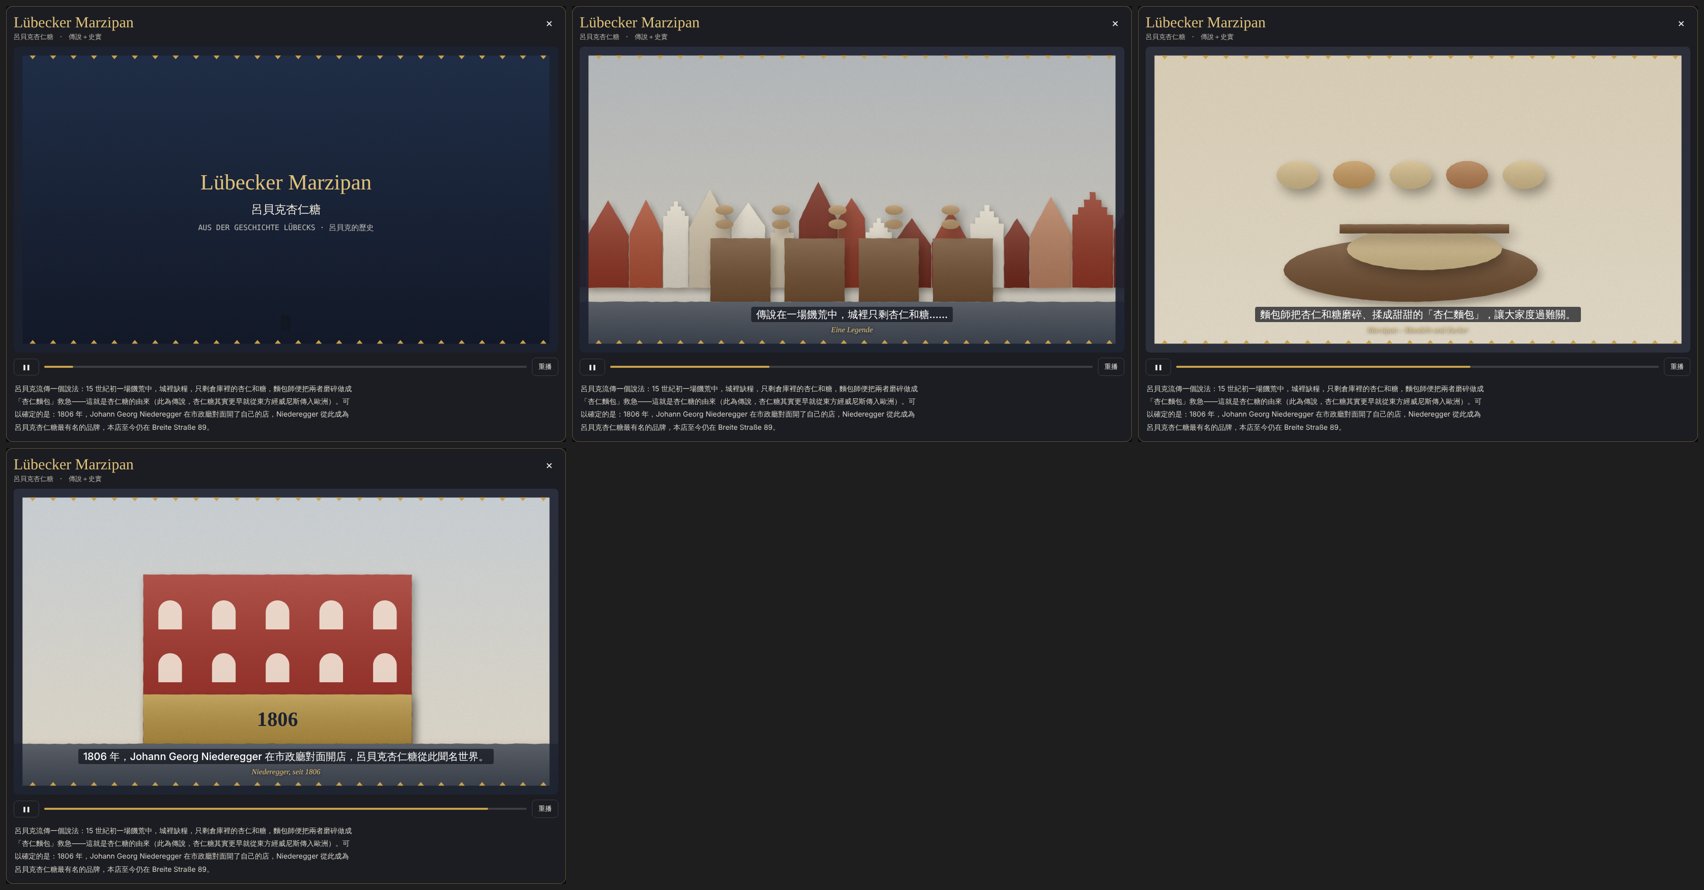 Lübecker Marzipan
×
呂貝克杏仁糖 · 傳說+史實
Lübecker Marzipan
呂貝克杏仁糖
AUS DER GESCHICHTE LÜBECKS · 呂貝克的歷史
重播
呂貝克流傳一個說法：15 世紀初一場饑荒中，城裡缺糧，只剩倉庫裡的杏仁和糖，麵包師便把兩者磨碎做成
「杏仁麵包」救急——這就是杏仁糖的由來（此為傳說，杏仁糖其實更早就從東方經威尼斯傳入歐洲）。可
以確定的是：1806 年，Johann Georg Niederegger 在市政廳對面開了自己的店，Niederegger 從此成為
呂貝克杏仁糖最有名的品牌，本店至今仍在 Breite Straße 89。
Lübecker Marzipan
×
呂貝克杏仁糖 · 傳說+史實
傳說在一場饑荒中，城裡只剩杏仁和糖……
Eine Legende
重播
呂貝克流傳一個說法：15 世紀初一場饑荒中，城裡缺糧，只剩倉庫裡的杏仁和糖，麵包師便把兩者磨碎做成
「杏仁麵包」救急——這就是杏仁糖的由來（此為傳說，杏仁糖其實更早就從東方經威尼斯傳入歐洲）。可
以確定的是：1806 年，Johann Georg Niederegger 在市政廳對面開了自己的店，Niederegger 從此成為
呂貝克杏仁糖最有名的品牌，本店至今仍在 Breite Straße 89。
Lübecker Marzipan
×
呂貝克杏仁糖 · 傳說+史實
麵包師把杏仁和糖磨碎、揉成甜甜的「杏仁麵包」，讓大家度過難關。
重播
呂貝克流傳一個說法：15 世紀初一場饑荒中，城裡缺糧，只剩倉庫裡的杏仁和糖，麵包師便把兩者磨碎做成
「杏仁麵包」救急——這就是杏仁糖的由來（此為傳說，杏仁糖其實更早就從東方經威尼斯傳入歐洲）。可
以確定的是：1806 年，Johann Georg Niederegger 在市政廳對面開了自己的店，Niederegger 從此成為
呂貝克杏仁糖最有名的品牌，本店至今仍在 Breite Straße 89。
Lübecker Marzipan
×
呂貝克杏仁糖 · 傳說+史實
1806
1806 年，Johann Georg Niederegger 在市政廳對面開店，呂貝克杏仁糖從此聞名世界。
Niederegger, seit 1806
重播
呂貝克流傳一個說法：15 世紀初一場饑荒中，城裡缺糧，只剩倉庫裡的杏仁和糖，麵包師便把兩者磨碎做成
「杏仁麵包」救急——這就是杏仁糖的由來（此為傳說，杏仁糖其實更早就從東方經威尼斯傳入歐洲）。可
以確定的是：1806 年，Johann Georg Niederegger 在市政廳對面開了自己的店，Niederegger 從此成為
呂貝克杏仁糖最有名的品牌，本店至今仍在 Breite Straße 89。